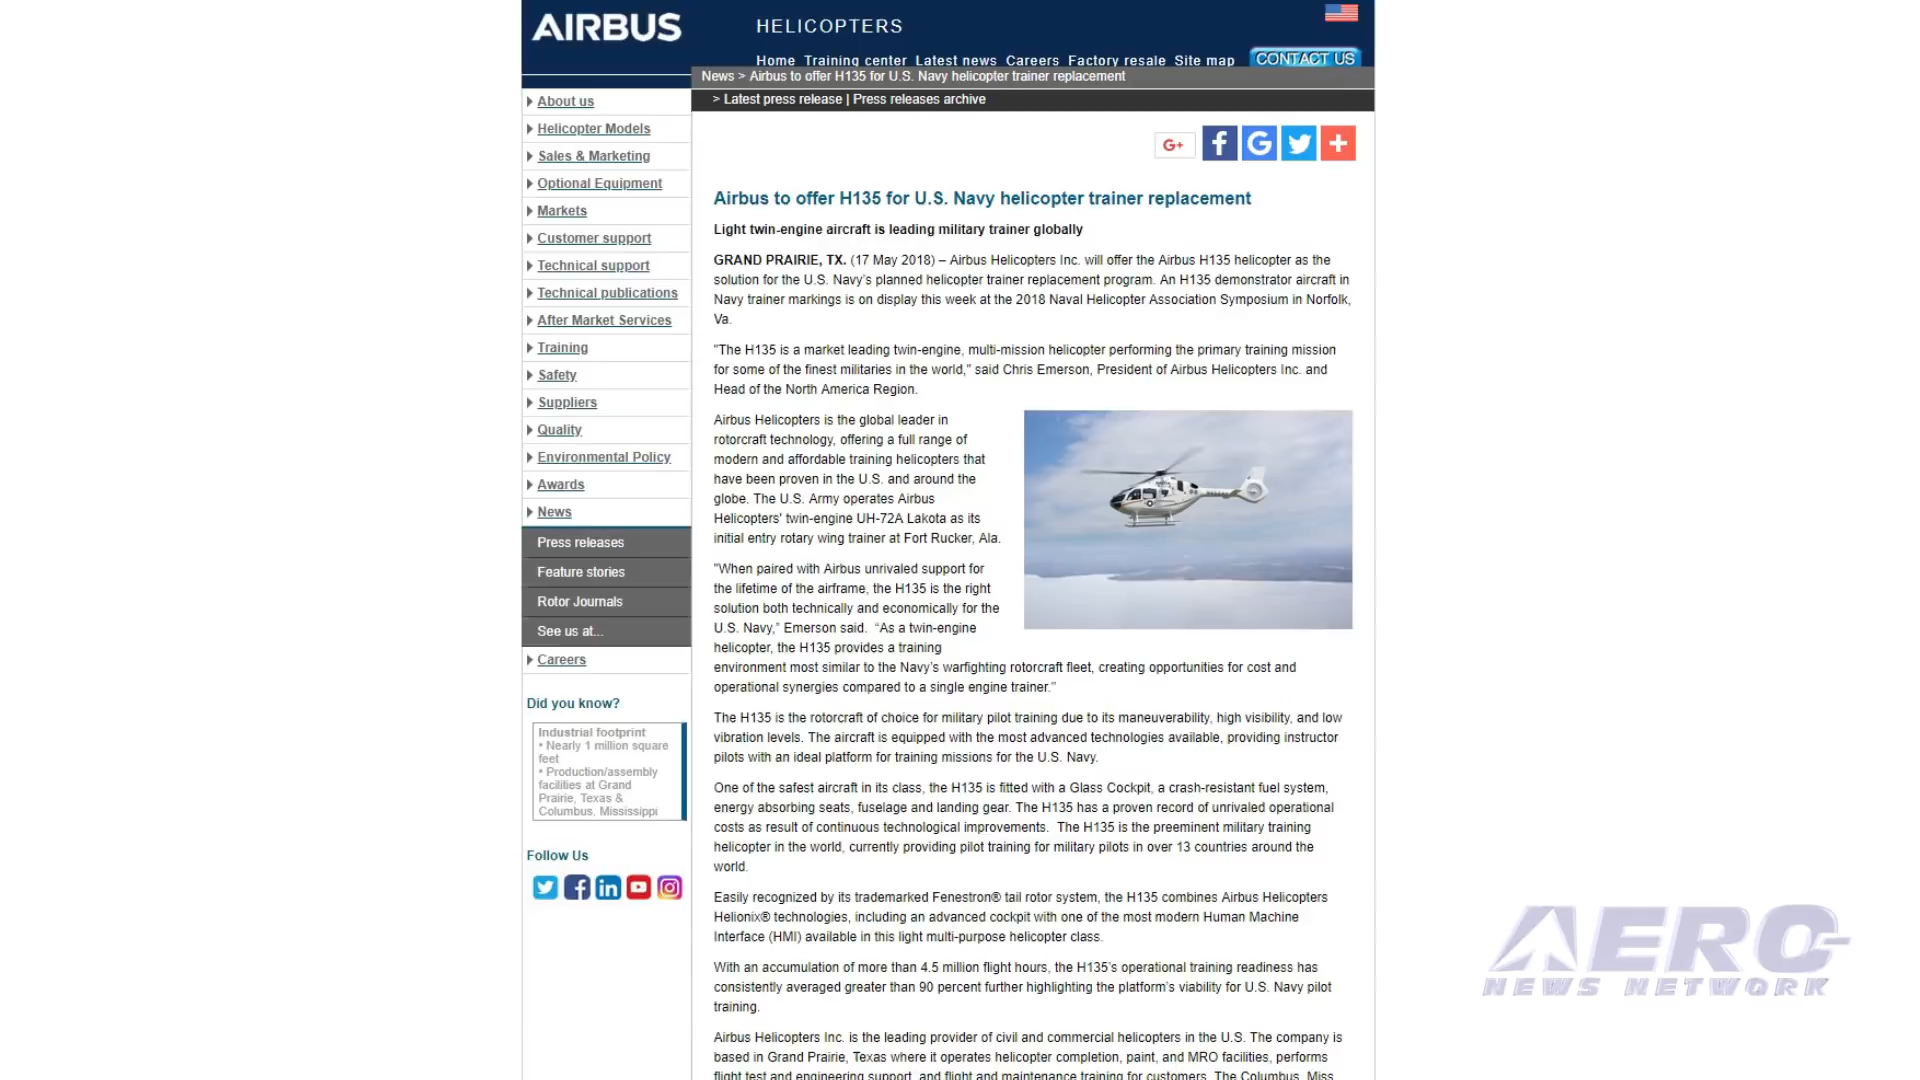 AIRBUS
HELICOPTERS
Home Training center Latest news Careers Factory resale Site map CONTACT US
News > Airbus to offer H135 for U.S. Navy helicopter trainer replacement
> Latest press release | Press releases archive
About us
Helicopter Models
Sales & Marketing
Optional Equipment
Markets
Customer support
Technical support
Technical publications
After Market Services
Training
Safety
Suppliers
Quality
Environmental Policy
Awards
News
Press releases
Feature stories
Rotor Journals
See us at...
Careers
Did you know?
Industrial footprint
• Nearly 1 million square
feet
• Production/assembly
facilities at Grand
Prairie, Texas &
Columbus, Mississippi
Follow Us
G+
Airbus to offer H135 for U.S. Navy helicopter trainer replacement
Light twin-engine aircraft is leading military trainer globally
GRAND PRAIRIE, TX. (17 May 2018) – Airbus Helicopters Inc. will offer the Airbus H135 helicopter as the
solution for the U.S. Navy's planned helicopter trainer replacement program. An H135 demonstrator aircraft in
Navy trainer markings is on display this week at the 2018 Naval Helicopter Association Symposium in Norfolk,
Va.
"The H135 is a market leading twin-engine, multi-mission helicopter performing the primary training mission
for some of the finest militaries in the world," said Chris Emerson, President of Airbus Helicopters Inc. and
Head of the North America Region.
Airbus Helicopters is the global leader in
rotorcraft technology, offering a full range of
modern and affordable training helicopters that
have been proven in the U.S. and around the
globe. The U.S. Army operates Airbus
Helicopters' twin-engine UH-72A Lakota as its
initial entry rotary wing trainer at Fort Rucker, Ala.
"When paired with Airbus unrivaled support for
the lifetime of the airframe, the H135 is the right
solution both technically and economically for the
U.S. Navy," Emerson said. "As a twin-engine
helicopter, the H135 provides a training
environment most similar to the Navy's warfighting rotorcraft fleet, creating opportunities for cost and
operational synergies compared to a single engine trainer."
The H135 is the rotorcraft of choice for military pilot training due to its maneuverability, high visibility, and low
vibration levels. The aircraft is equipped with the most advanced technologies available, providing instructor
pilots with an ideal platform for training missions for the U.S. Navy.
One of the safest aircraft in its class, the H135 is fitted with a Glass Cockpit, a crash-resistant fuel system,
energy absorbing seats, fuselage and landing gear. The H135 has a proven record of unrivaled operational
costs as result of continuous technological improvements. The H135 is the preeminent military training
helicopter in the world, currently providing pilot training for military pilots in over 13 countries around the
world.
Easily recognized by its trademarked Fenestron® tail rotor system, the H135 combines Airbus Helicopters
Helionix® technologies, including an advanced cockpit with one of the most modern Human Machine
Interface (HMI) available in this light multi-purpose helicopter class.
With an accumulation of more than 4.5 million flight hours, the H135's operational training readiness has
consistently averaged greater than 90 percent further highlighting the platform's viability for U.S. Navy pilot
training.
Airbus Helicopters Inc. is the leading provider of civil and commercial helicopters in the U.S. The company is
based in Grand Prairie, Texas where it operates helicopter completion, paint, and MRO facilities, performs
flight test and engineering support, and flight and maintenance training for customers. The Columbus, Miss.
AERO-
NEWS NETWORK